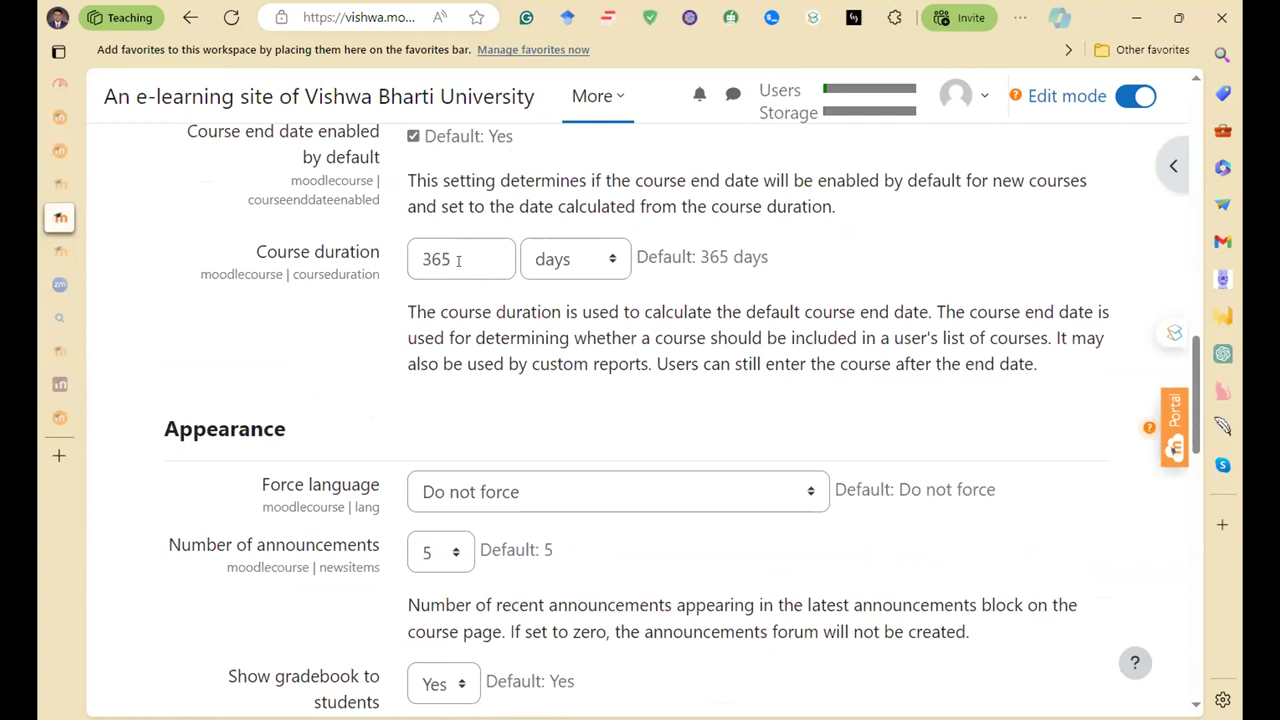 Teaching
https://vishwa.mo...
Invite
Add favorites to this workspace by placing them here on the favorites bar. Manage favorites now
Other favorites
An e-learning site of Vishwa Bharti University
More
Users
Storage
Edit mode
Course end date enabled
by default
moodlecourse |
courseenddateenabled
Default: Yes
This setting determines if the course end date will be enabled by default for new courses
and set to the date calculated from the course duration.
Course duration
moodlecourse | courseduration
365
days
Default: 365 days
The course duration is used to calculate the default course end date. The course end date is
used for determining whether a course should be included in a user's list of courses. It may
also be used by custom reports. Users can still enter the course after the end date.
Portal
Appearance
Force language
moodlecourse | lang
Do not force
Default: Do not force
Number of announcements
moodlecourse | newsitems
5
Default: 5
Number of recent announcements appearing in the latest announcements block on the
course page. If set to zero, the announcements forum will not be created.
?
Show gradebook to
students
Yes
Default: Yes